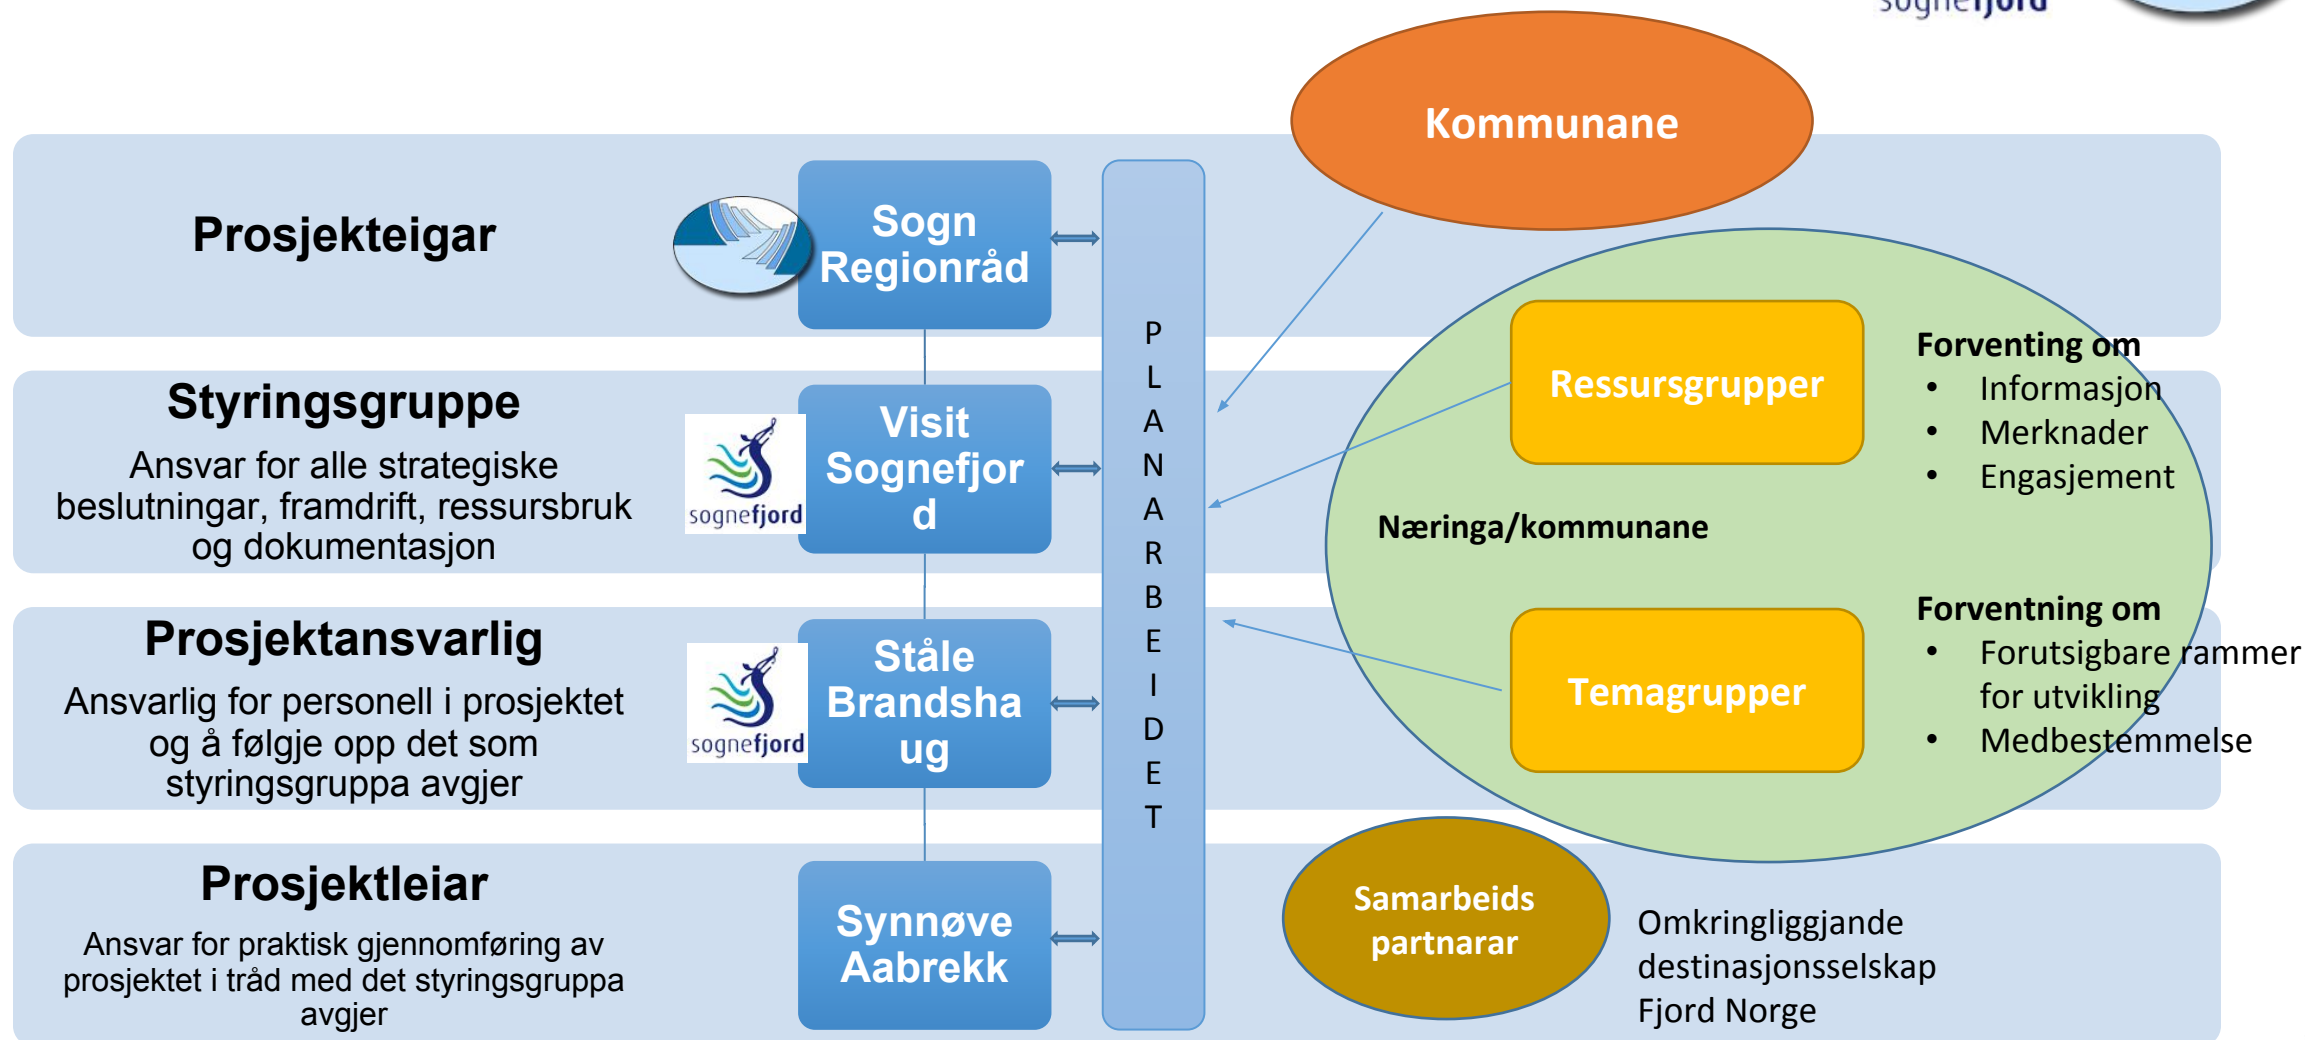 sognefjord
Kommunane
Prosjekteigar
Sogn
Regionråd
Styringsgruppe
Ansvar for alle strategiske
beslutningar, framdrift, ressursbruk
og dokumentasjon
sognefjord
Visit
Sognefjor
d
Prosjektansvarlig
Ansvarlig for personell i prosjektet
og å følgje opp det som
styringsgruppa avgjer
sognefjord
Ståle
Brandsha
ug
Prosjektleiar
Ansvar for praktisk gjennomføring av
prosjektet i tråd med det styringsgruppa
avgjer
Synnøve
Aabrekk
P
L
A
N
A
R
B
E
I
D
E
T
Ressursgrupper
Forventing om
• Informasjon
• Merknader
• Engasjement
Næringa/kommunane
Temagrupper
Forventning om
• Forutsigbare rammer
for utvikling
• Medbestemmelse
Samarbeids
partnarar
Omkringliggjande
destinasjonsselskap
Fjord Norge